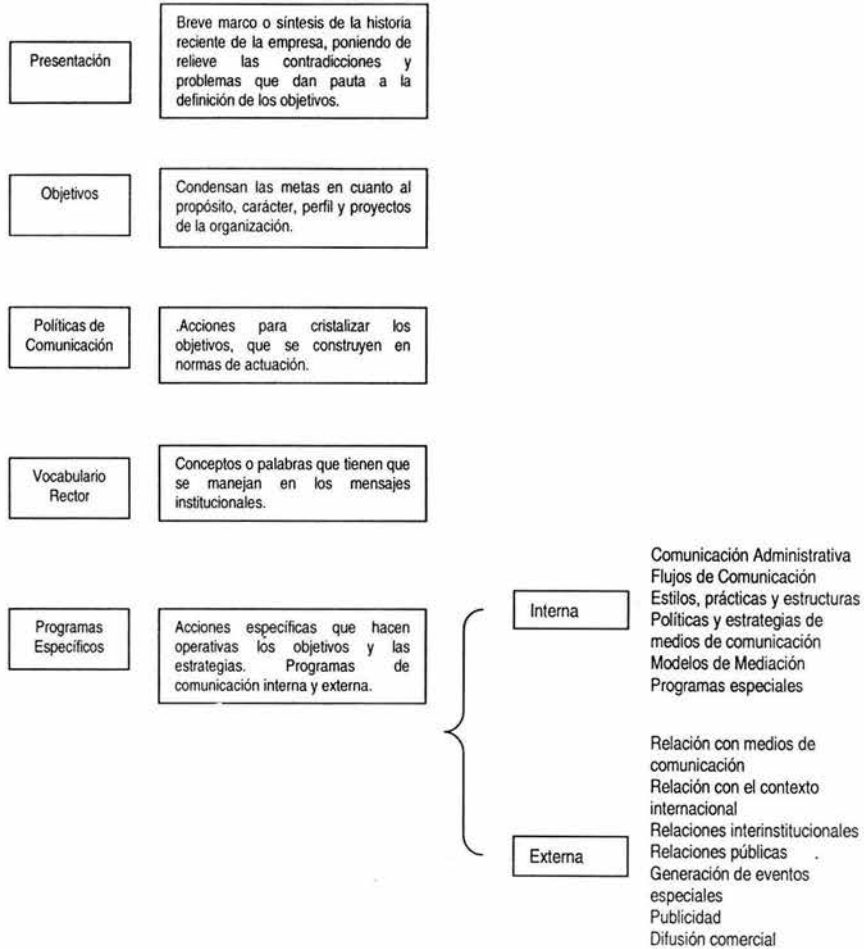 Presentación
Breve marco o síntesis de la historia
reciente de la empresa, poniendo de
relieve las contradicciones y
problemas que dan pauta a la
definición de los objetivos.
Objetivos
Condensan las metas en cuanto al
propósito, carácter, perfil y proyectos
de la organización.
Políticas de
Comunicación
.Acciones para cristalizar los
objetivos, que se construyen en
normas de actuación.
Vocabulario
Rector
Conceptos o palabras que tienen que
se manejan en los mensajes
institucionales.
Programas
Específicos
Acciones específicas que hacen
operativas los objetivos y las
estrategias. Programas de
comunicación interna y externa.
Interna
Comunicación Administrativa
Flujos de Comunicación
Estilos, prácticas y estructuras
Políticas y estrategias de
medios de comunicación
Modelos de Mediación
Programas especiales
Externa
Relación con medios de
comunicación
Relación con el contexto
internacional
Relaciones interinstitucionales
Relaciones públicas
Generación de eventos
especiales
Publicidad
Difusión comercial